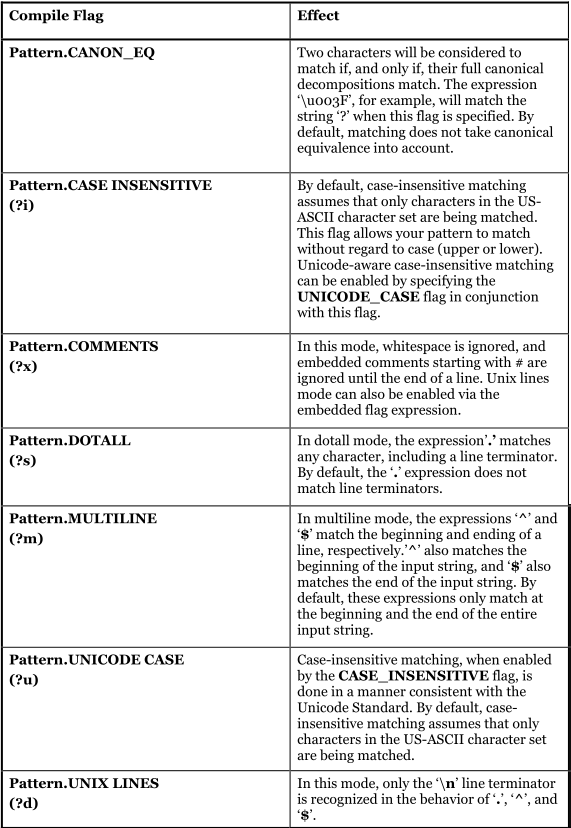 Compile Flag
Effect
Pattern.CANON_EQ
Two characters will be considered to
match if, and only if, their full canonical
decompositions match. The expression
‘\u003F’, for example, will match the
string ‘?’ when this flag is specified. By
default, matching does not take canonical
equivalence into account.
Pattern.CASE INSENSITIVE
(?i)
By default, case-insensitive matching
assumes that only characters in the US-
ASCII character set are being matched.
This flag allows your pattern to match
without regard to case (upper or lower).
Unicode-aware case-insensitive matching
can be enabled by specifying the
UNICODE_CASE flag in conjunction
with this flag.
Pattern.COMMENTS
(?x)
In this mode, whitespace is ignored, and
embedded comments starting with # are
ignored until the end of a line. Unix lines
mode can also be enabled via the
embedded flag expression.
Pattern.DOTALL
(?s)
In dotall mode, the expression’.’ matches
any character, including a line terminator.
By default, the ‘.’ expression does not
match line terminators.
Pattern.MULTILINE
(?m)
In multiline mode, the expressions ‘^’ and
‘$’ match the beginning and ending of a
line, respectively.’^’ also matches the
beginning of the input string, and ‘$’ also
matches the end of the input string. By
default, these expressions only match at
the beginning and the end of the entire
input string.
Pattern.UNICODE CASE
(?u)
Case-insensitive matching, when enabled
by the CASE_INSENSITIVE flag, is
done in a manner consistent with the
Unicode Standard. By default, case-
insensitive matching assumes that only
characters in the US-ASCII character set
are being matched.
Pattern.UNIX LINES
(?d)
In this mode, only the ‘\n’ line terminator
is recognized in the behavior of ‘.’, ‘^’, and
‘$’.